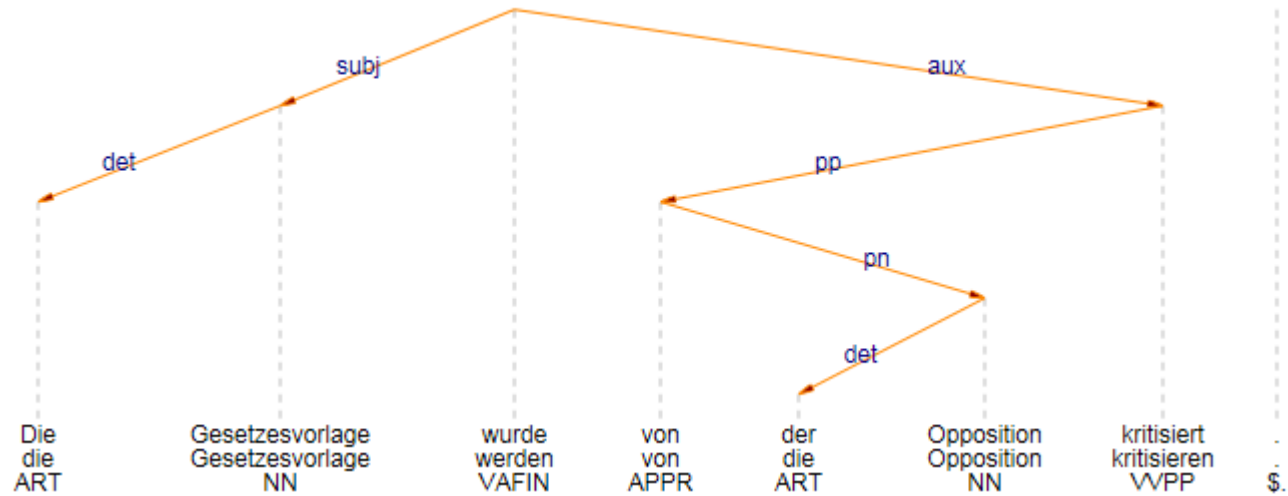 subj aux
det pp
pn
det
Die Gesetzesvorlage wurde von der Opposition kritisiert .
die Gesetzesvorlage werden von die Opposition kritisieren .
ART NN VAFIN APPR ART NN VVPP $.